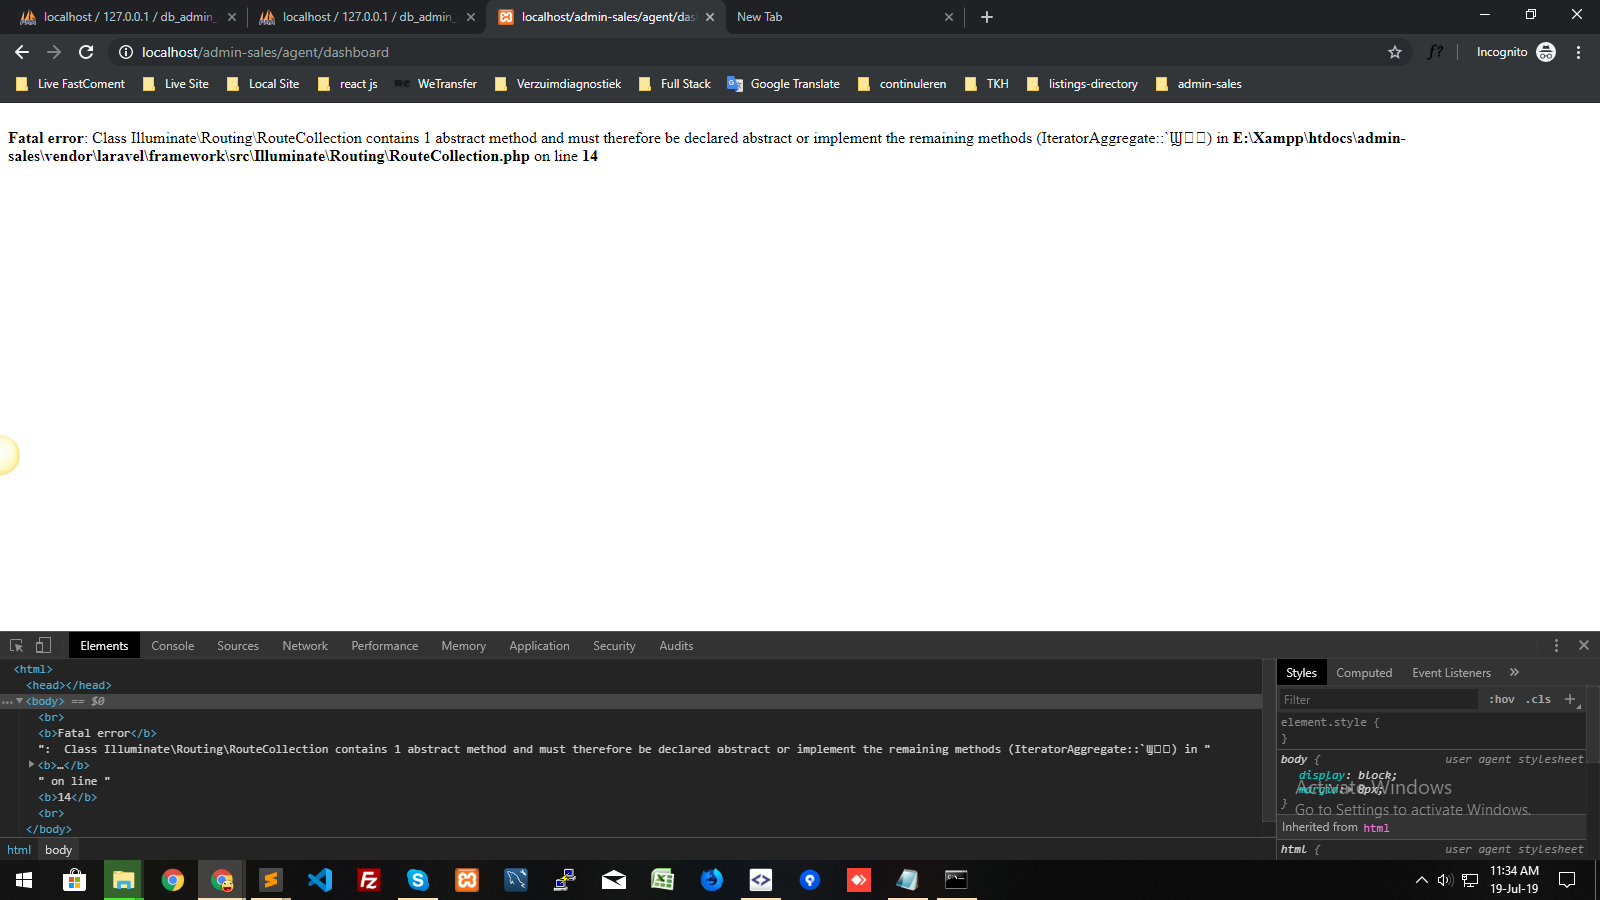 localhost / 127.0.0.1 / db_admin_
localhost / 127.0.0.1 / db_admin_
localhost/admin-sales/agent/das
New Tab
localhost/admin-sales/agent/dashboard
f?
Incognito
Live FastComent
Live Site
Local Site
react js
we WeTransfer
Verzuimdiagnostiek
Full Stack
Google Translate
continuleren
TKH
listings-directory
admin-sales
Fatal error: Class Illuminate\Routing\RouteCollection contains 1 abstract method and must therefore be declared abstract or implement the remaining methods (IteratorAggregate::`) in E:\Xampp\htdocs\admin-
sales\vendor\laravel\framework\src\Illuminate\Routing\RouteCollection.php on line 14
Elements Console Sources Network Performance Memory Application Security Audits
<html>
<head></head>
<body> == $0
<br>
<b>Fatal error</b>
":  Class Illuminate\Routing\RouteCollection contains 1 abstract method and must therefore be declared abstract or implement the remaining methods (IteratorAggregate::`) in "
<b>…</b>
" on line "
<b>14</b>
<br>
</body>
html body
Styles Computed Event Listeners »
Filter
:hov .cls +
element.style {
}
body { user agent stylesheet
display: block;
margin: 8px;
}
Activate Windows
Go to Settings to activate Windows.
Inherited from html
html { user agent stylesheet
11:34 AM
19-Jul-19